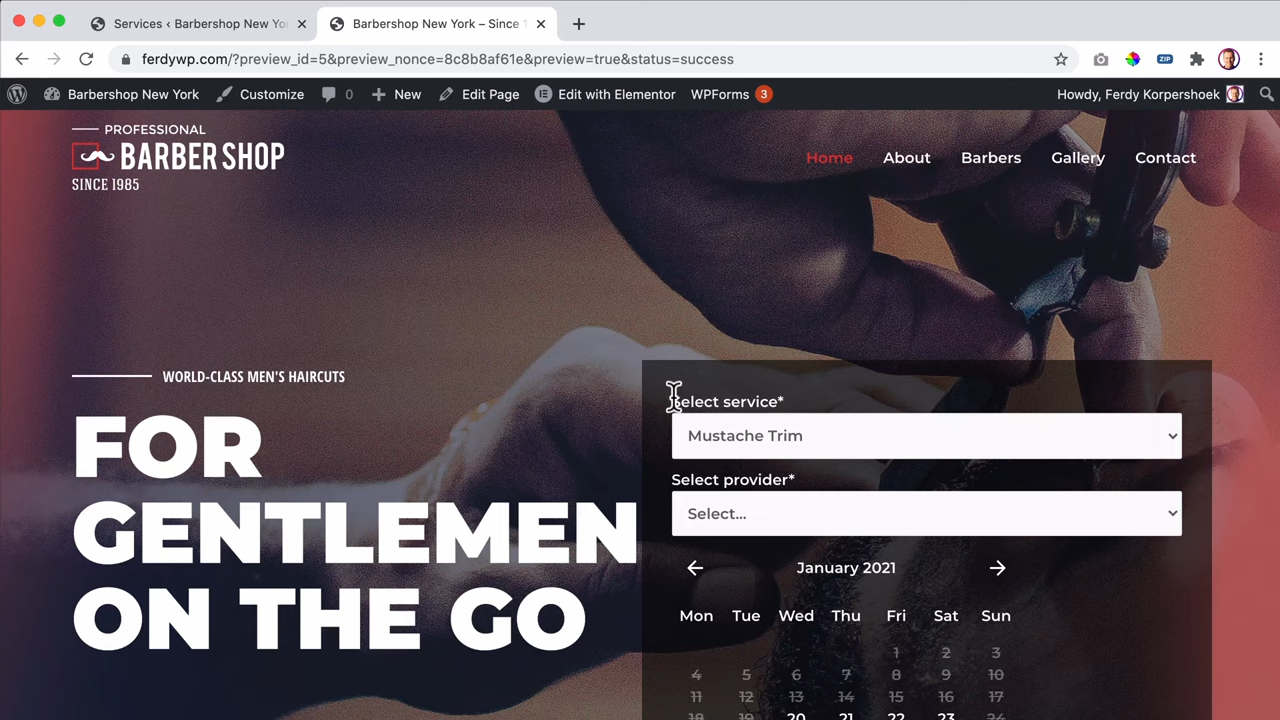 Services ‹ Barbershop New Yo
Barbershop New York – Since 1
ferdywp.com/?preview_id=5&preview_nonce=8c8b8af61e&preview=true&status=success
ZIP
Barbershop New York
Customize
0
New
Edit Page
Edit with Elementor
WPForms 3
Howdy, Ferdy Korpershoek
PROFESSIONAL
BARBER SHOP
SINCE 1985
Home
About
Barbers
Gallery
Contact
WORLD-CLASS MEN'S HAIRCUTS
FOR
GENTLEMEN
ON THE GO
Select service*
Mustache Trim
Select provider*
Select...
January 2021
Mon Tue Wed Thu Fri Sat Sun
1 2 3
4 5 6 7 8 9 10
11 12 13 14 15 16 17
18 19 20 21 22 23 24